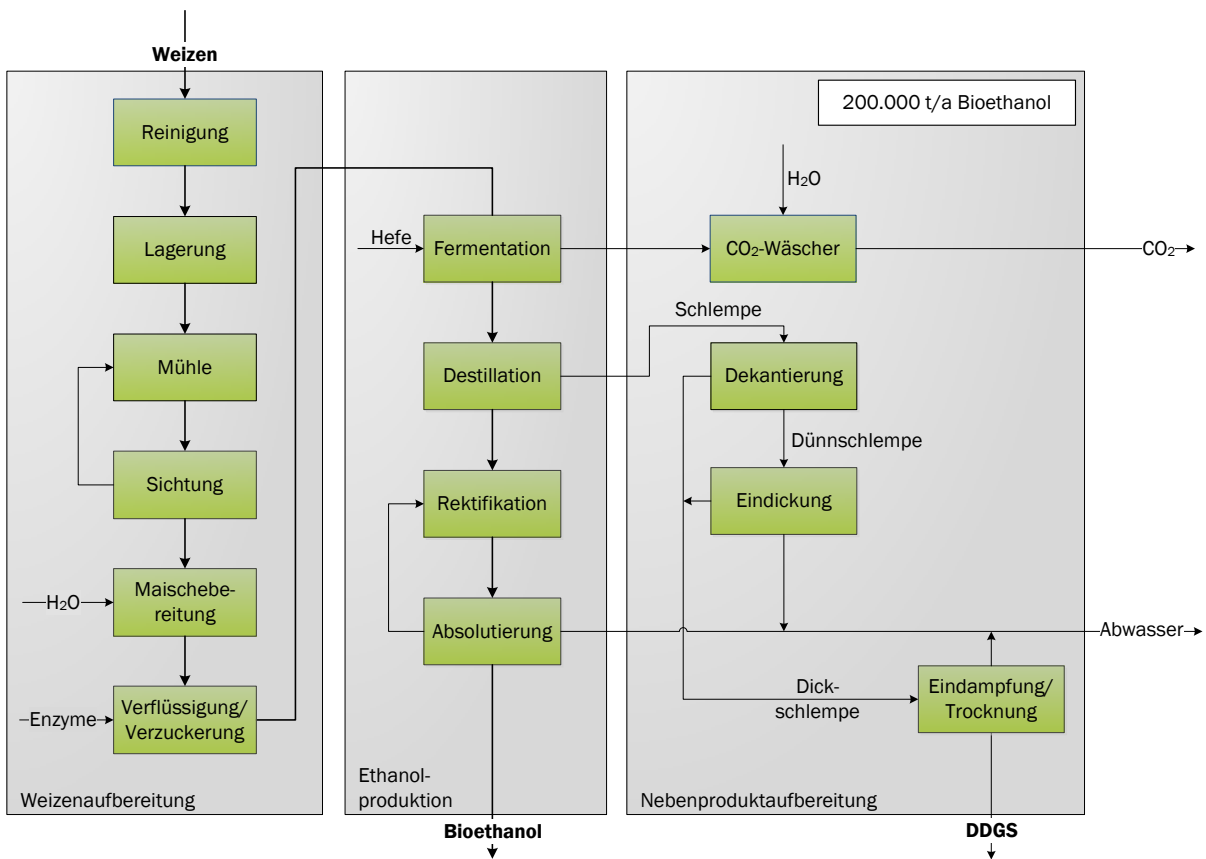 Weizen
Reinigung
Lagerung
Mühle
Sichtung
H₂O
Maischebe-
reitung
Enzyme
Verflüssigung/
Verzuckerung
Weizenaufbereitung
Hefe
Fermentation
Destillation
Rektifikation
Absolutierung
Ethanol-
produktion
Bioethanol
200.000 t/a Bioethanol
H₂O
CO₂-Wäscher
CO₂
Schlempe
Dekantierung
Dünnschlempe
Eindickung
Abwasser
Dick-
schlempe
Eindampfung/
Trocknung
Nebenproduktaufbereitung
DDGS